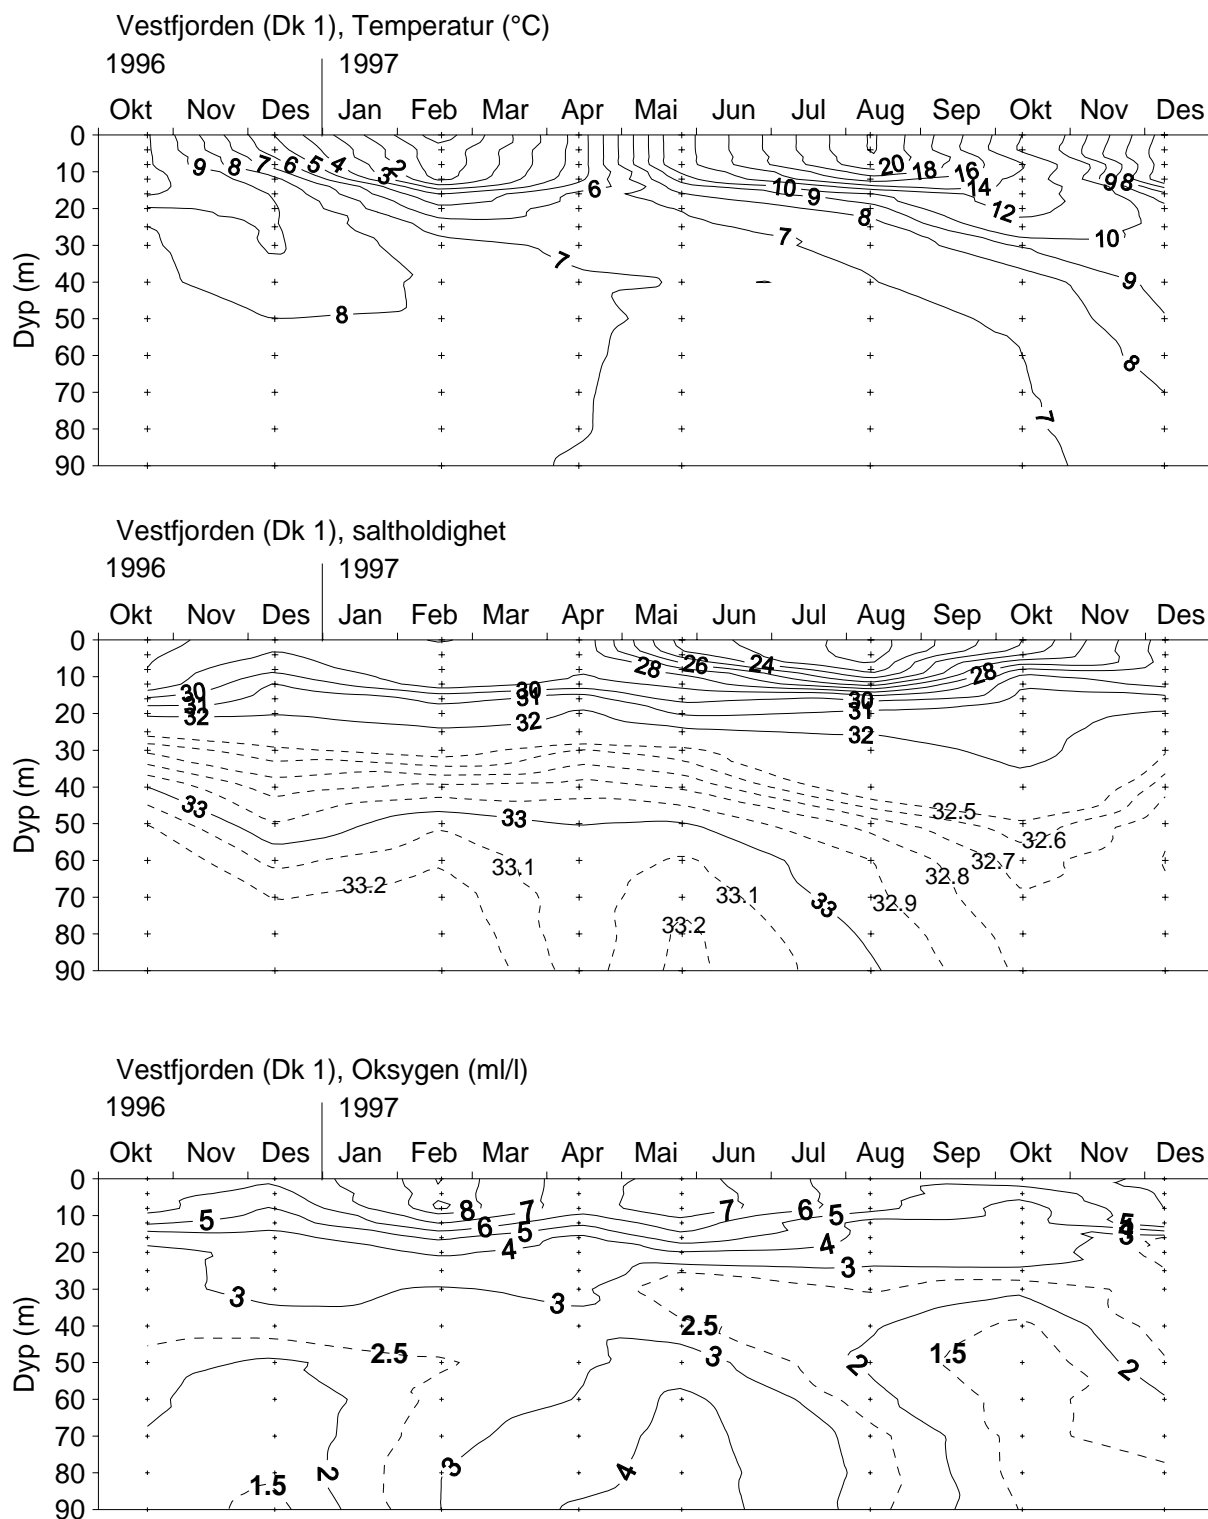 Vestfjorden (Dk 1), Temperatur (°C)
1996 1997
Okt Nov Des Jan Feb Mar Apr Mai Jun Jul Aug Sep Okt Nov Des
Dyp (m)
0
10
20
30
40
50
60
70
80
90
9 8 7 6 5 4 3 2 6 10 9 8 20 18 16 14 12 9 8
7 7 10 9
8 8
7
Vestfjorden (Dk 1), saltholdighet
1996 1997
Okt Nov Des Jan Feb Mar Apr Mai Jun Jul Aug Sep Okt Nov Des
Dyp (m)
0
10
20
30
40
50
60
70
80
90
28 26 24 28
30 30 30
31 31 31
32 32 32
33 33 32.5 32.6
33.2 33.1 33.1 33 32.9 32.8 32.7
33.2
Vestfjorden (Dk 1), Oksygen (ml/l)
1996 1997
Okt Nov Des Jan Feb Mar Apr Mai Jun Jul Aug Sep Okt Nov Des
Dyp (m)
0
10
20
30
40
50
60
70
80
90
5 8 7 7 6 5 5
6 5 4 4 4 3
3 3 3
2.5 2.5 3 2 1.5 2
1.5 2 3 4